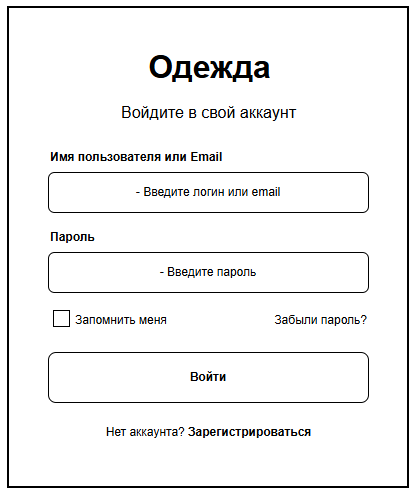 Одежда
Войдите в свой аккаунт
Имя пользователя или Email
- Введите логин или email
Пароль
- Введите пароль
Запомнить меня Забыли пароль?
Войти
Нет аккаунта? Зарегистрироваться